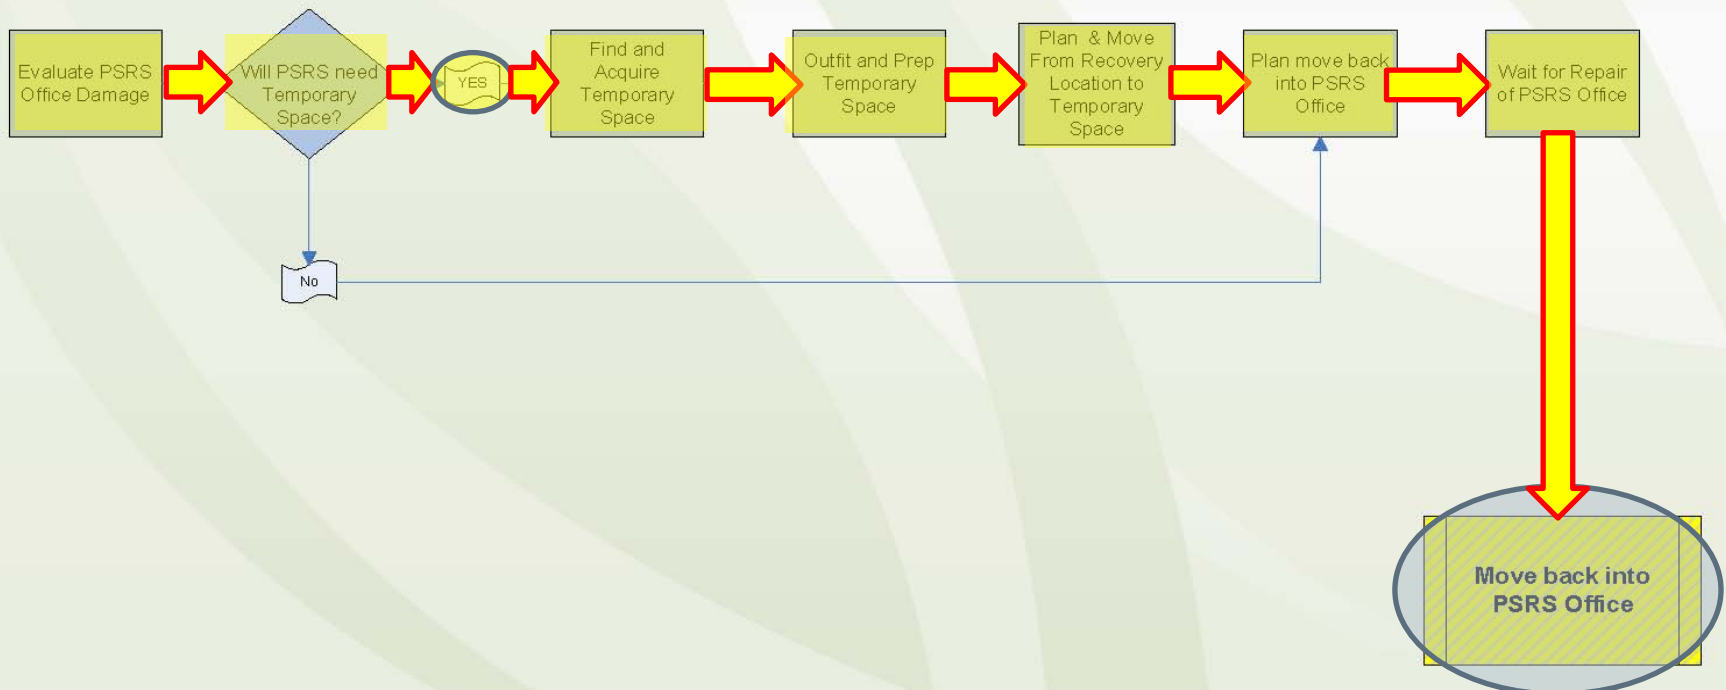 Evaluate PSRS
Office Damage
Will PSRS need
Temporary
Space?
YES
Find and
Acquire
Temporary
Space
Outfit and Prep
Temporary
Space
Plan & Move
From Recovery
Location to
Temporary
Space
Plan move back
into PSRS
Office
Wait for Repair
of PSRS Office
No
Move back into
PSRS Office